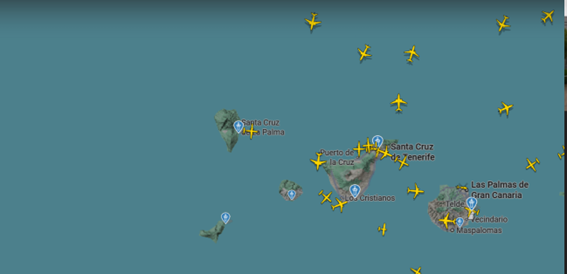 Santa Cruz
de la Palma
Puerto de
la Cruz
Santa Cruz
de Tenerife
Los Cristianos
Las Palmas de
Gran Canaria
Telde
Vecindario
Maspalomas